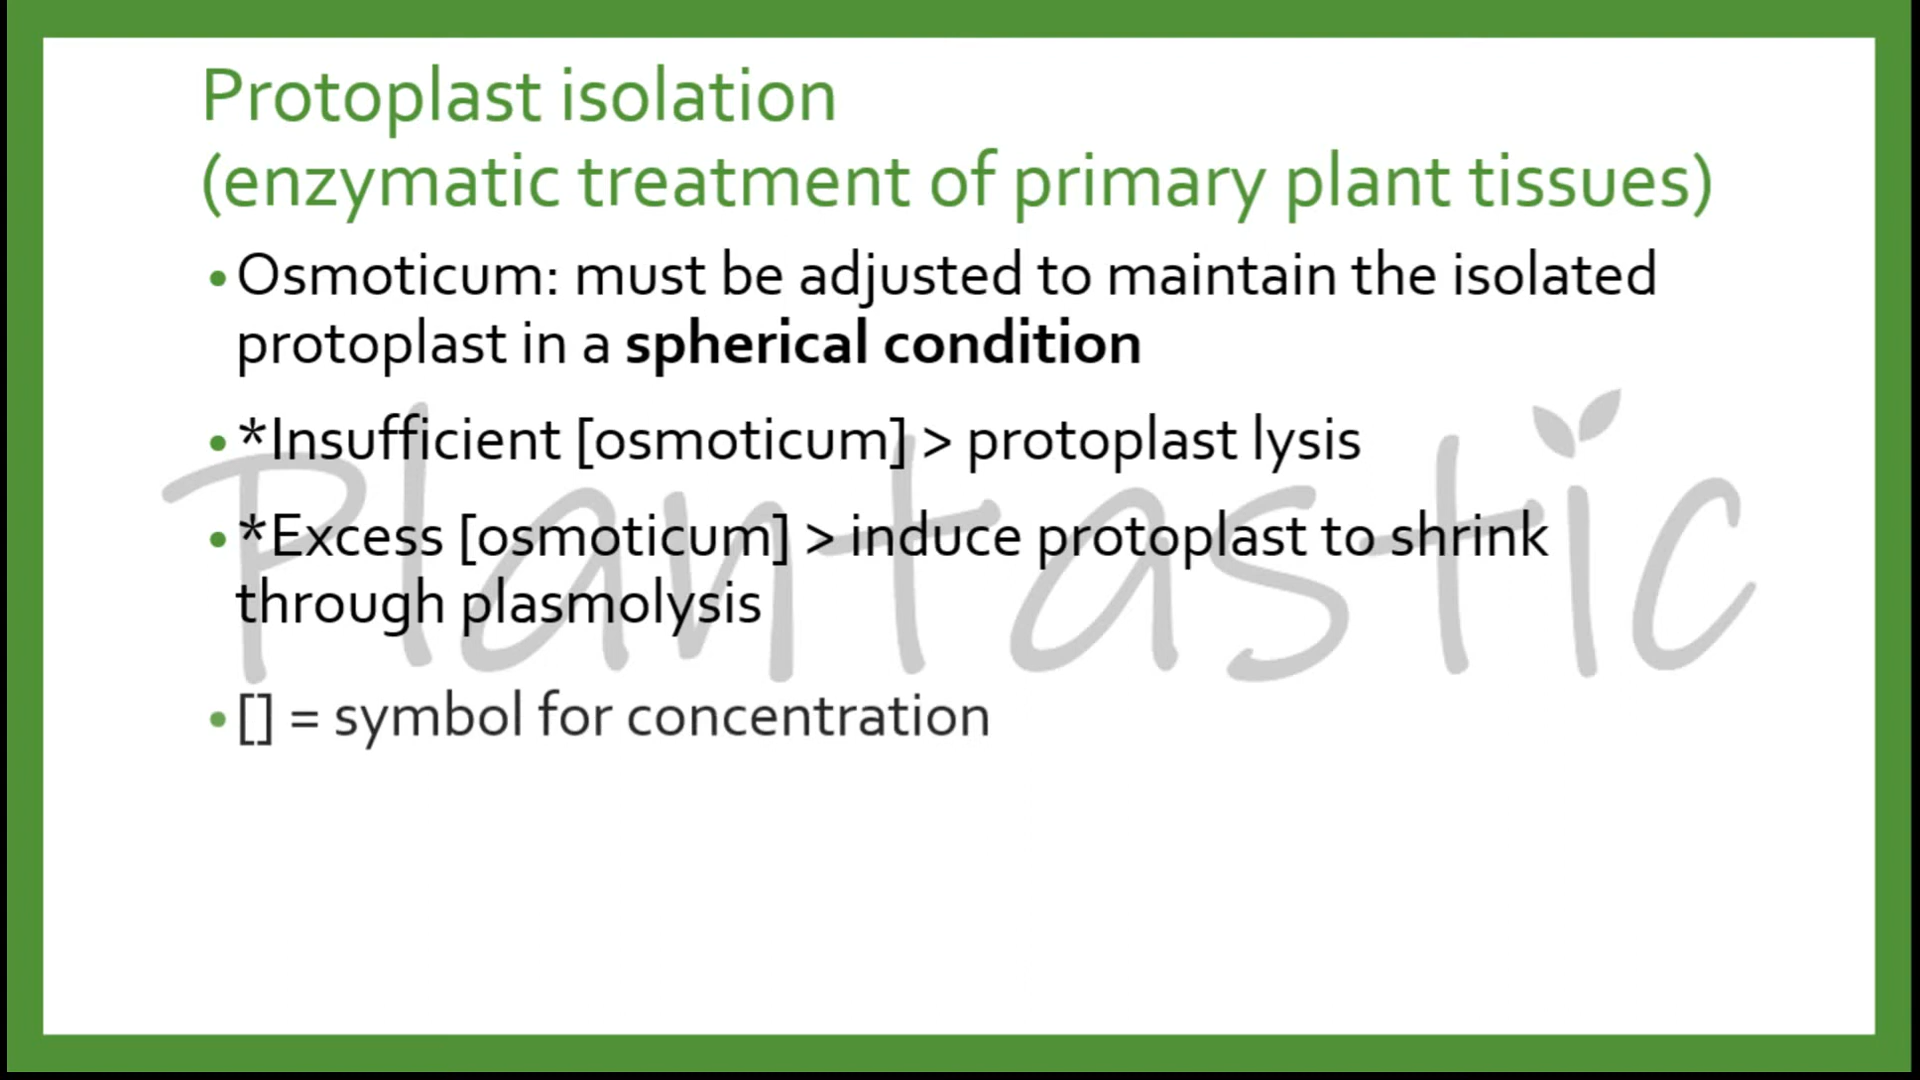 Protoplast isolation
(enzymatic treatment of primary plant tissues)
•Osmoticum: must be adjusted to maintain the isolated
protoplast in a spherical condition
•*Insufficient [osmoticum] > protoplast lysis
•*Excess [osmoticum] > induce protoplast to shrink
through plasmolysis
•[] = symbol for concentration
Plantastic